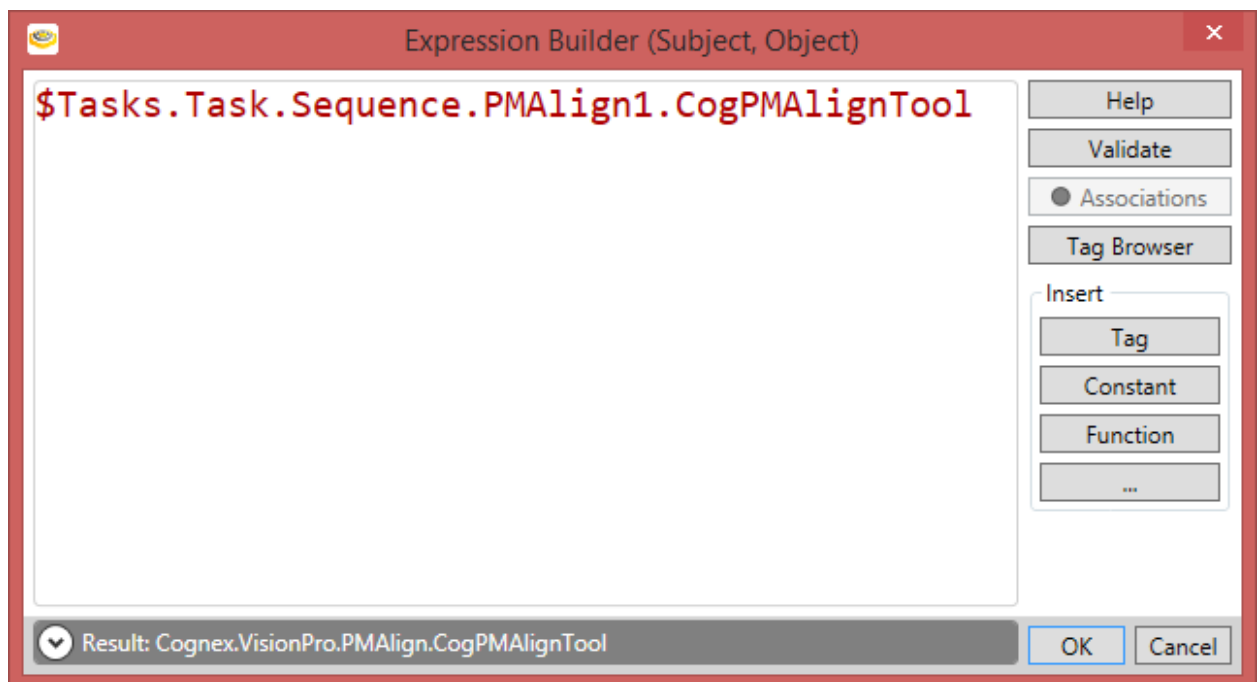 Expression Builder (Subject, Object)
$Tasks.Task.Sequence.PMAlign1.CogPMAlignTool
Help
Validate
Associations
Tag Browser
Insert
Tag
Constant
Function
...
Result: Cognex.VisionPro.PMAlign.CogPMAlignTool
OK
Cancel